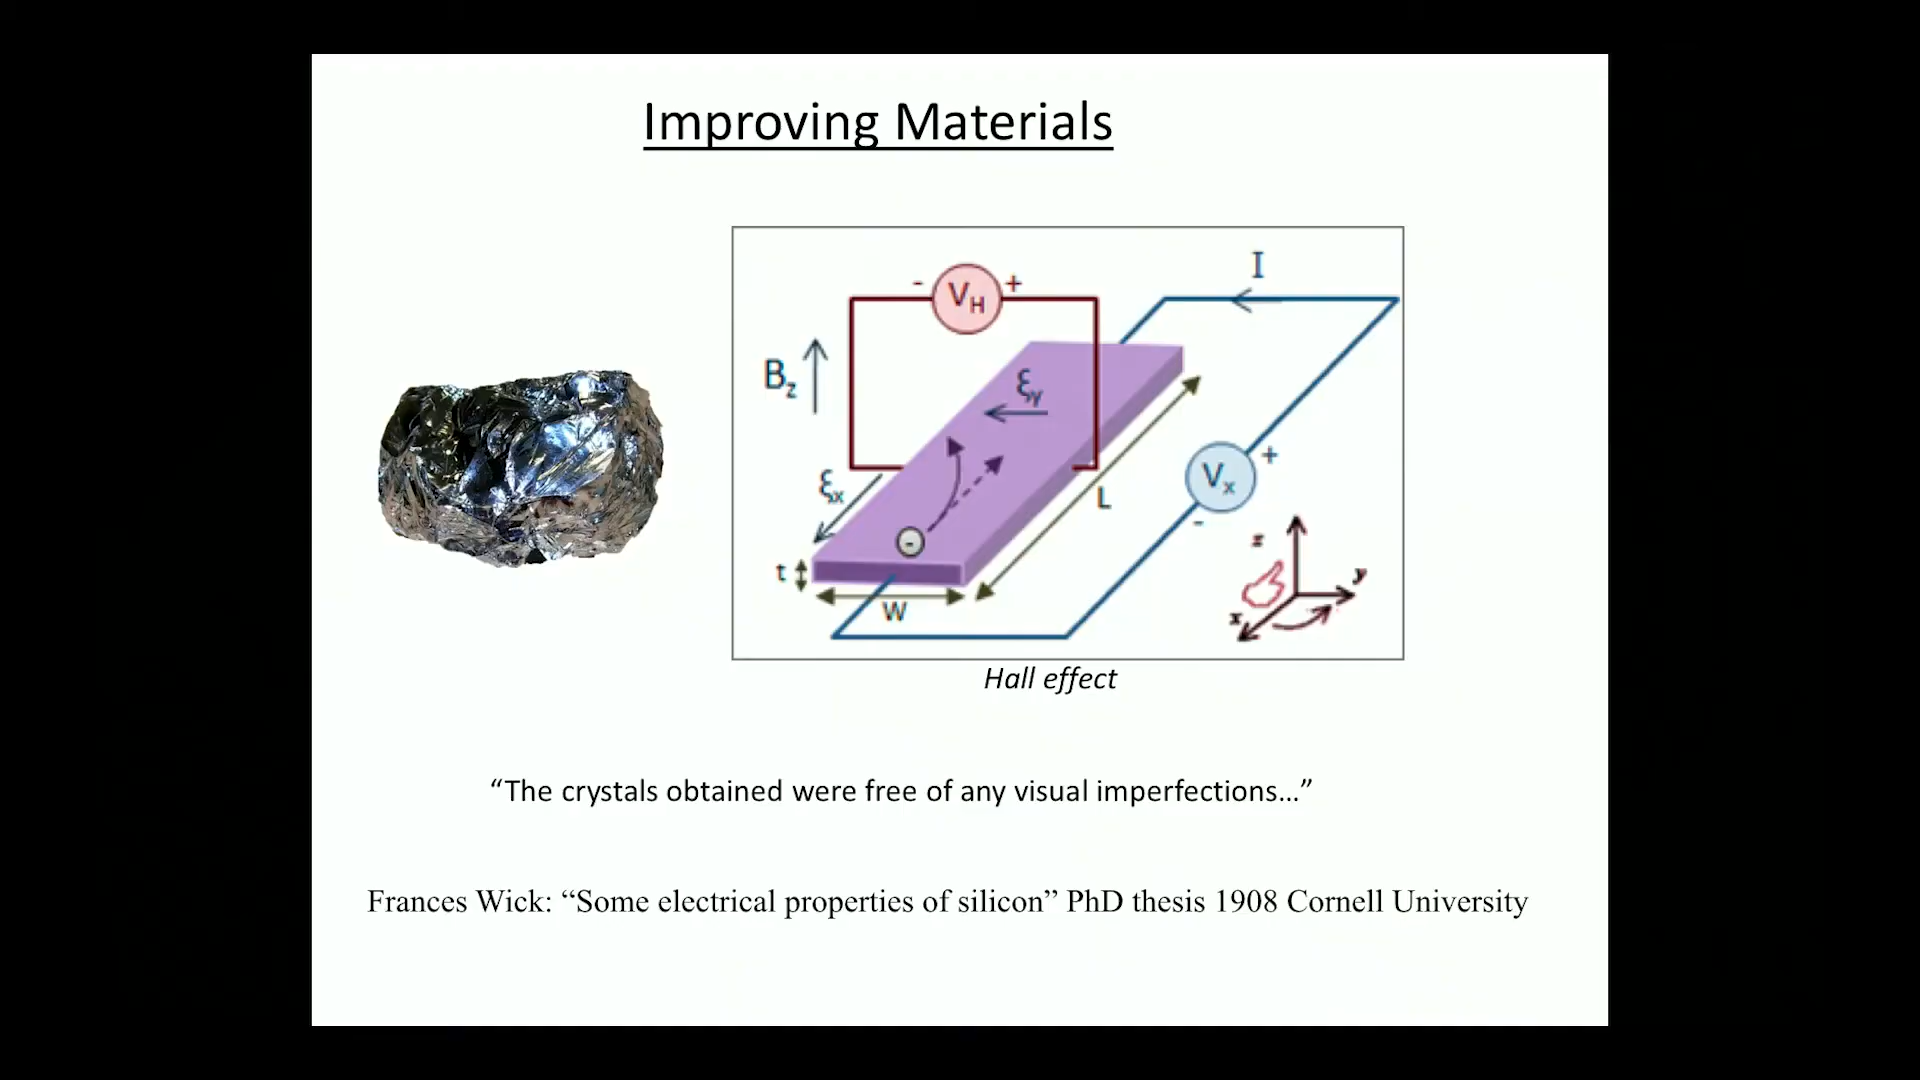 Improving Materials
I
- V_H +
B_z
ξ_y
ξ_x
L
V_x +
-
-
t
W
z
y
x
Hall effect
“The crystals obtained were free of any visual imperfections…”
Frances Wick: “Some electrical properties of silicon” PhD thesis 1908 Cornell University